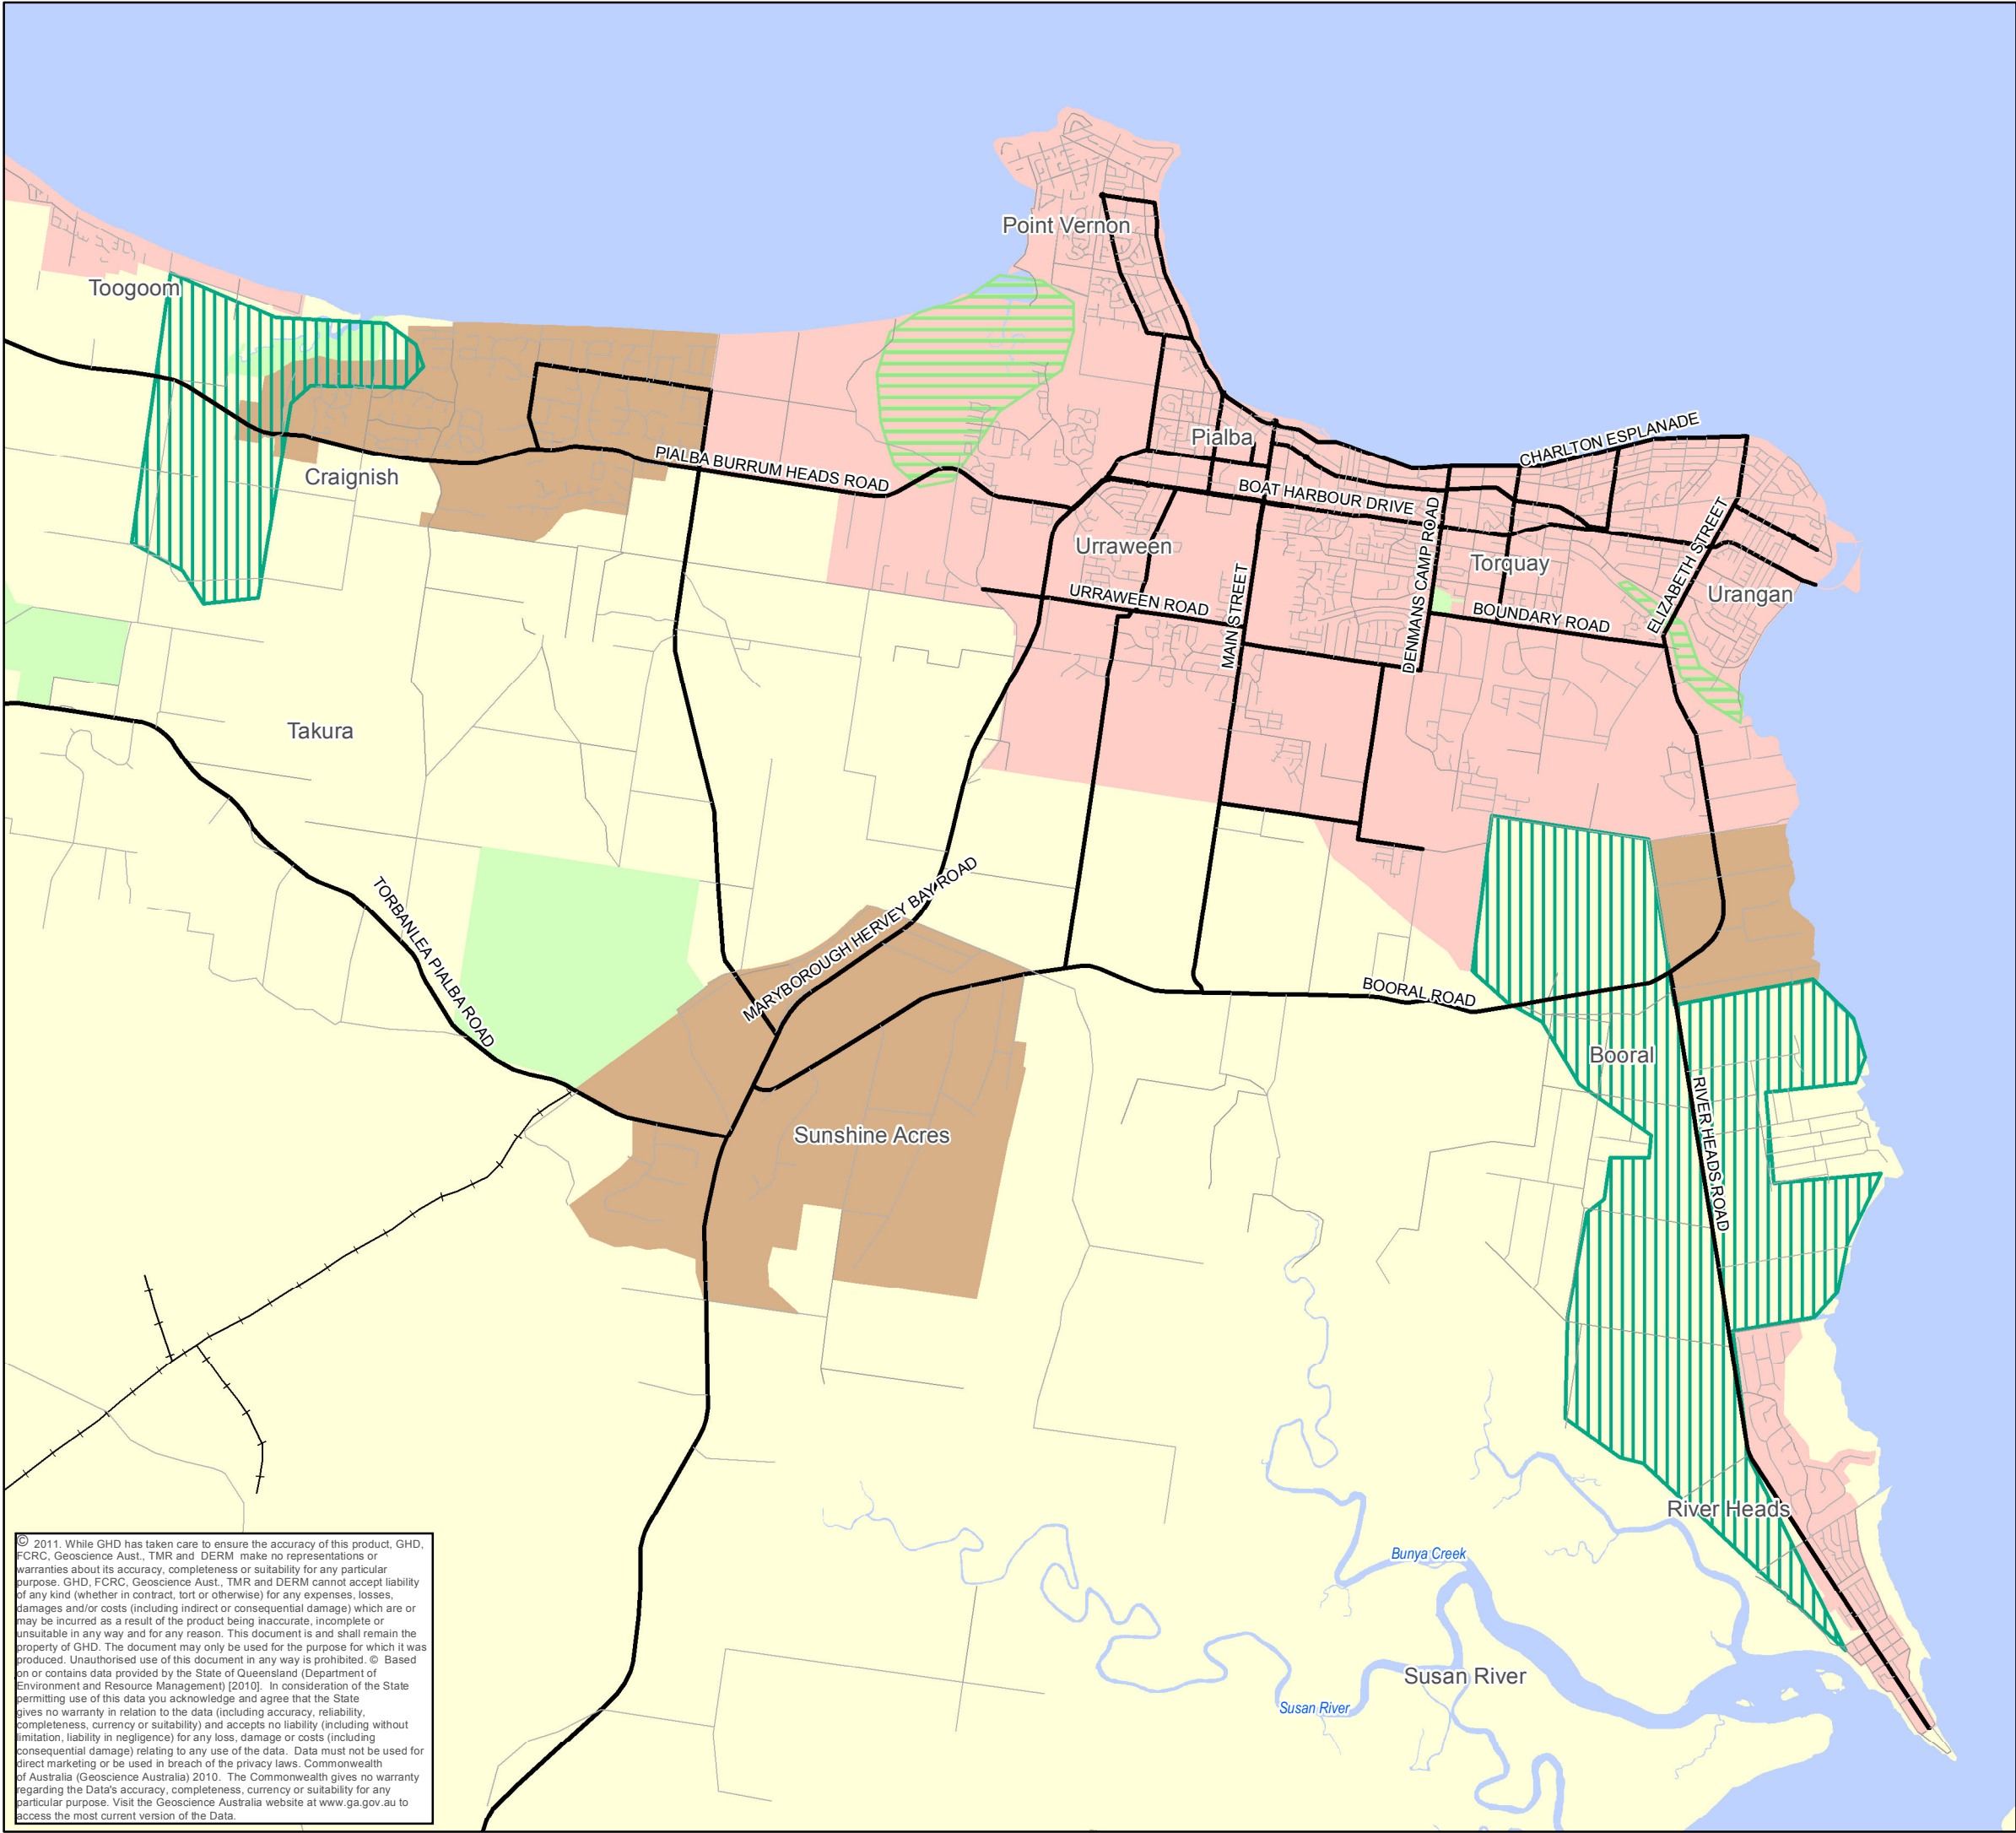 Point Vernon
Toogoom
Pialba
CHARLTON ESPLANADE
PIALBA BURRUM HEADS ROAD
Craignish
BOAT HARBOUR DRIVE
DENMANS CAMP ROAD
ELIZABETH STREET
Urraween
Torquay
Urangan
URRAWEEN ROAD
MAIN STREET
BOUNDARY ROAD
Takura
TORBANLEA PIALBA ROAD
MARYBOROUGH HERVEY BAY ROAD
BOORAL ROAD
Booral
RIVER HEADS ROAD
Sunshine Acres
River Heads
Bunya Creek
Susan River
Susan River
© 2011. While GHD has taken care to ensure the accuracy of this product, GHD,
FCRC, Geoscience Aust., TMR and DERM make no representations or
warranties about its accuracy, completeness or suitability for any particular
purpose. GHD, FCRC, Geoscience Aust., TMR and DERM cannot accept liability
of any kind (whether in contract, tort or otherwise) for any expenses, losses,
damages and/or costs (including indirect or consequential damage) which are or
may be incurred as a result of the product being inaccurate, incomplete or
unsuitable in any way and for any reason. This document is and shall remain the
property of GHD. The document may only be used for the purpose for which it was
produced. Unauthorised use of this document in any way is prohibited. © Based
on or contains data provided by the State of Queensland (Department of
Environment and Resource Management) [2010]. In consideration of the State
permitting use of this data you acknowledge and agree that the State
gives no warranty in relation to the data (including accuracy, reliability,
completeness, currency or suitability) and accepts no liability (including without
limitation, liability in negligence) for any loss, damage or costs (including
consequential damage) relating to any use of the data. Data must not be used for
direct marketing or be used in breach of the privacy laws. Commonwealth
of Australia (Geoscience Australia) 2010. The Commonwealth gives no warranty
regarding the Data's accuracy, completeness, currency or suitability for any
particular purpose. Visit the Geoscience Australia website at www.ga.gov.au to
access the most current version of the Data.